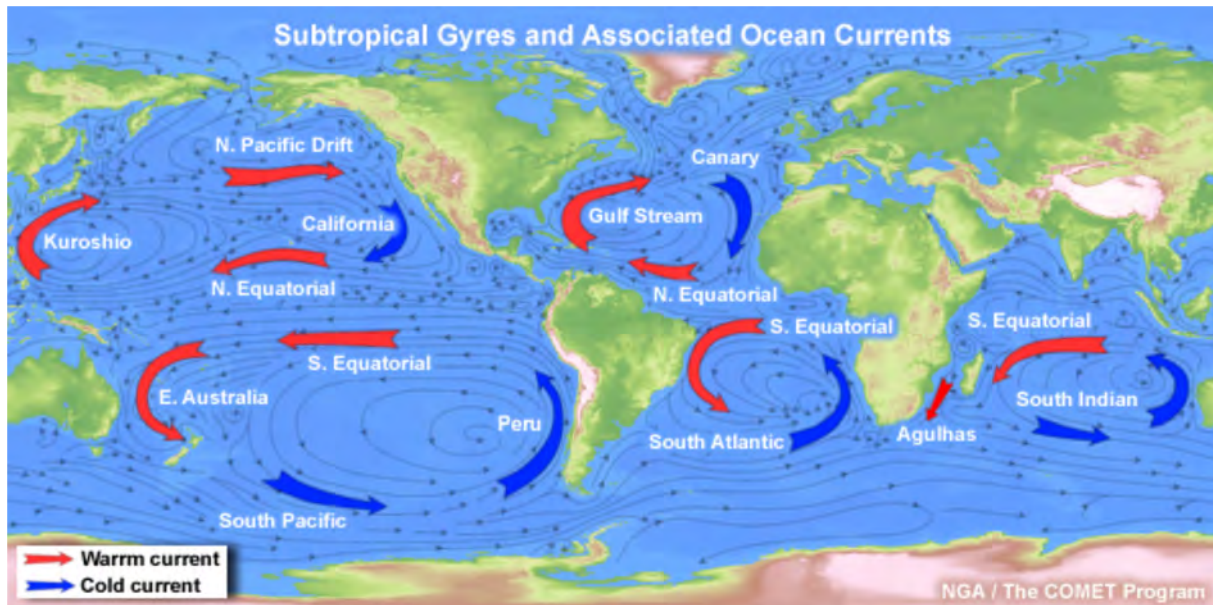 Subtropical Gyres and Associated Ocean Currents
N. Pacific Drift
Canary
Kuroshio
California
Gulf Stream
N. Equatorial
N. Equatorial
S. Equatorial
S. Equatorial
S. Equatorial
E. Australia
Peru
South Atlantic
Agulhas
South Indian
South Pacific
Warrm current
Cold current
NGA / The COMET Program